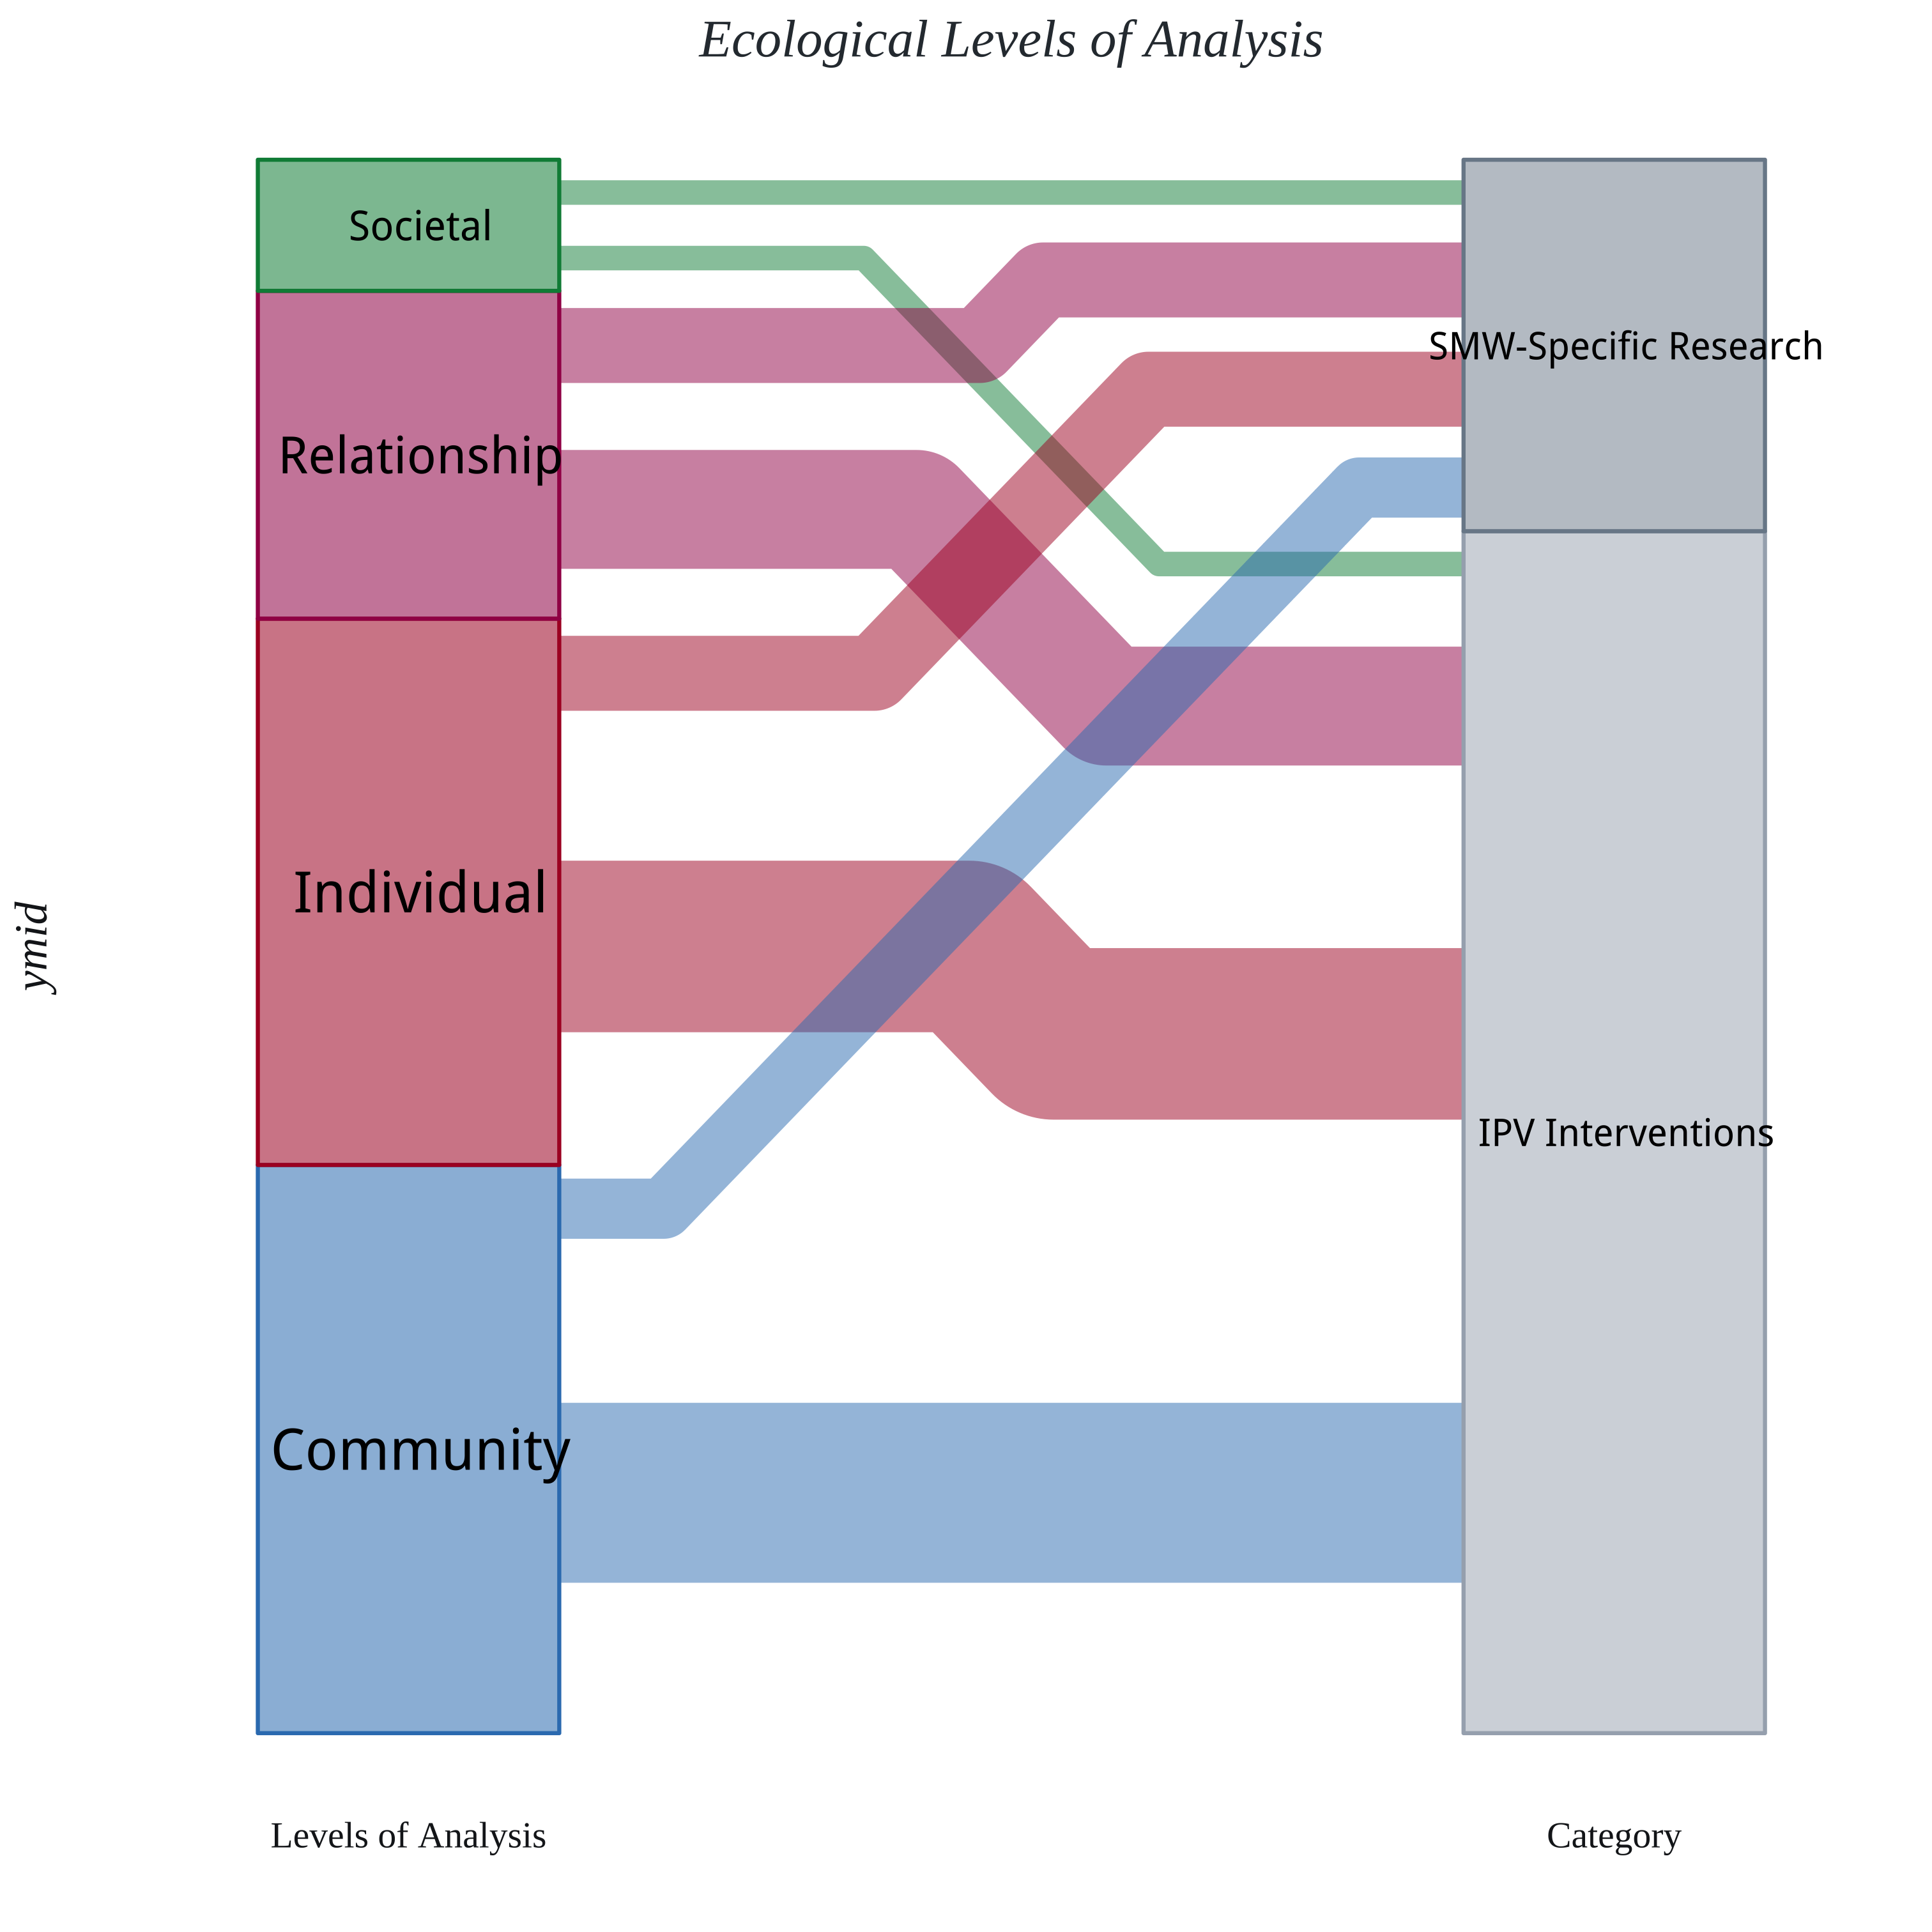 Ecological Levels of Analysis
Societal
SMW-Specific Research
Relationship
Individual
ymid
IPV Interventions
Community
Levels of Analysis
Category